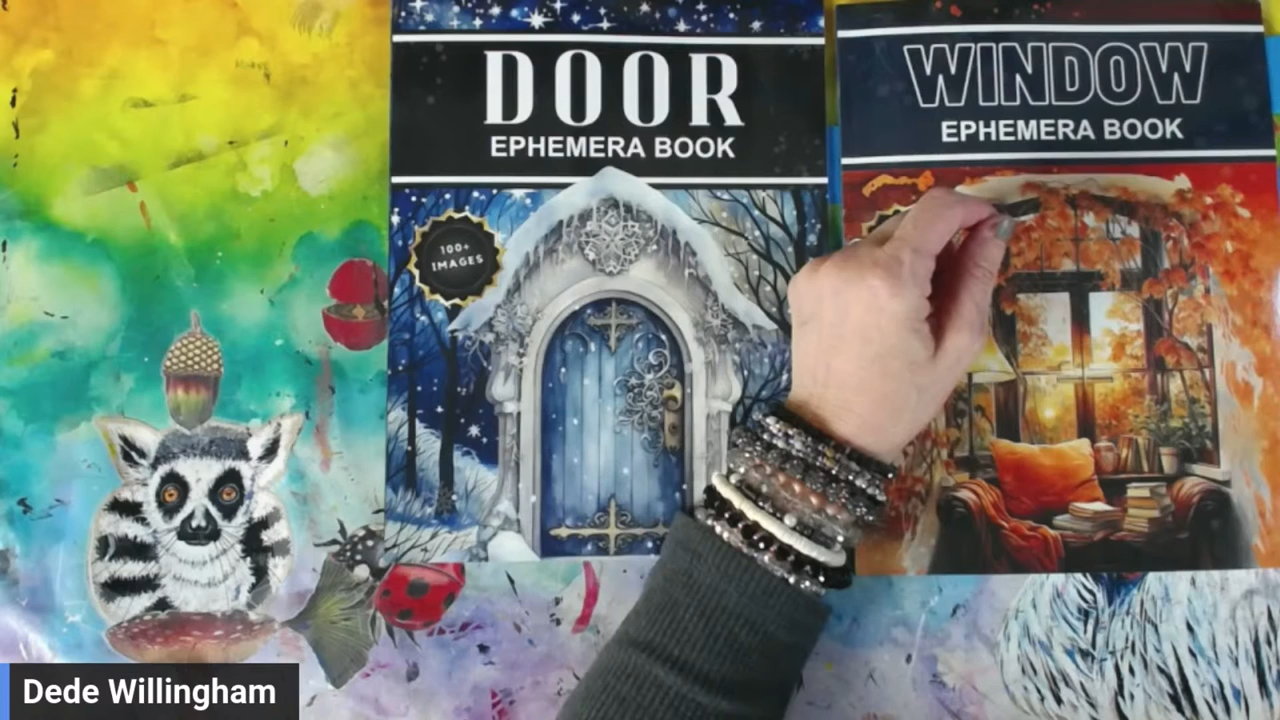 DOOR
EPHEMERA BOOK
100+
IMAGES
WINDOW
EPHEMERA BOOK
Dede Willingham